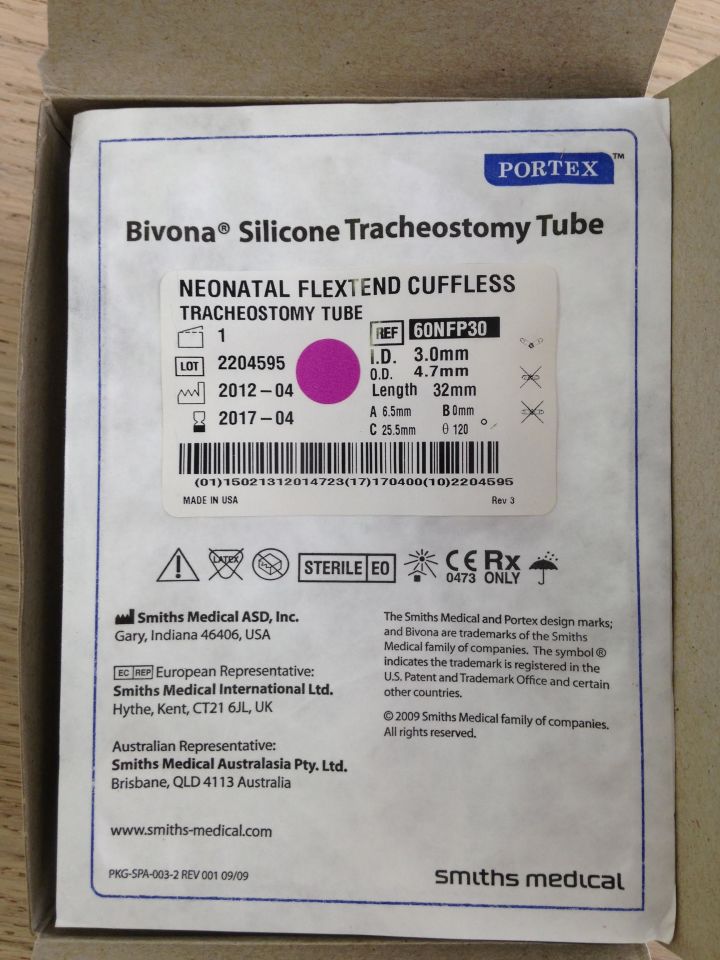 PORTEX™
Bivona® Silicone Tracheostomy Tube
NEONATAL FLEXTEND CUFFLESS
TRACHEOSTOMY TUBE
1
REF 60NFP30
LOT 2204595
I.D. 3.0mm
O.D. 4.7mm
2012-04
Length 32mm
2017-04
A 6.5mm B 0mm
C 25.5mm θ 120 °
(01)15021312014723(17)170400(10)2204595
MADE IN USA
Rev 3
LATEX
STERILE EO
CE 0473
Rx ONLY
Smiths Medical ASD, Inc.
Gary, Indiana 46406, USA
EC REP European Representative:
Smiths Medical International Ltd.
Hythe, Kent, CT21 6JL, UK
Australian Representative:
Smiths Medical Australasia Pty. Ltd.
Brisbane, QLD 4113 Australia
www.smiths-medical.com
PKG-SPA-003-2 REV 001 09/09
The Smiths Medical and Portex design marks;
and Bivona are trademarks of the Smiths
Medical family of companies. The symbol ®
indicates the trademark is registered in the
U.S. Patent and Trademark Office and certain
other countries.
© 2009 Smiths Medical family of companies.
All rights reserved.
smiths medical